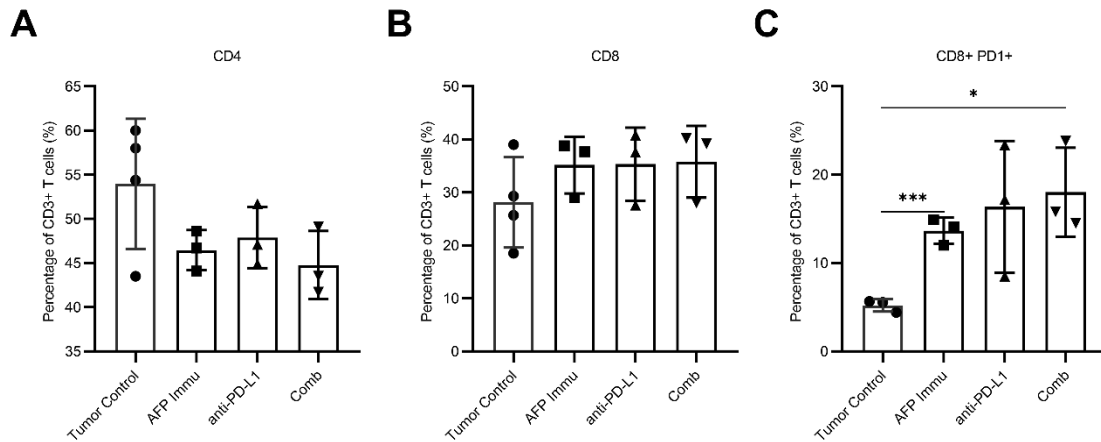 A
CD4
Percentage of CD3+ T cells (%)
65
60
55
50
45
40
35
Tumor Control
AFP Immu
anti-PD-L1
Comb
B
CD8
Percentage of CD3+ T cells (%)
50
40
30
20
10
0
Tumor Control
AFP Immu
anti-PD-L1
Comb
C
CD8+ PD1+
Percentage of CD3+ T cells (%)
30
20
10
0
*
***
Tumor Control
AFP Immu
anti-PD-L1
Comb